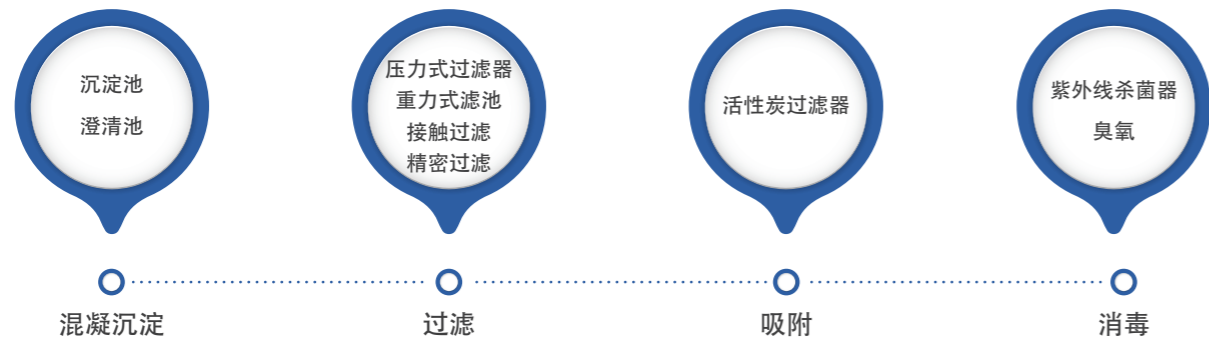 沉淀池
澄清池
压力式过滤器
重力式滤池
接触过滤
精密过滤
活性炭过滤器
紫外线杀菌器
臭氧
混凝沉淀
过滤
吸附
消毒